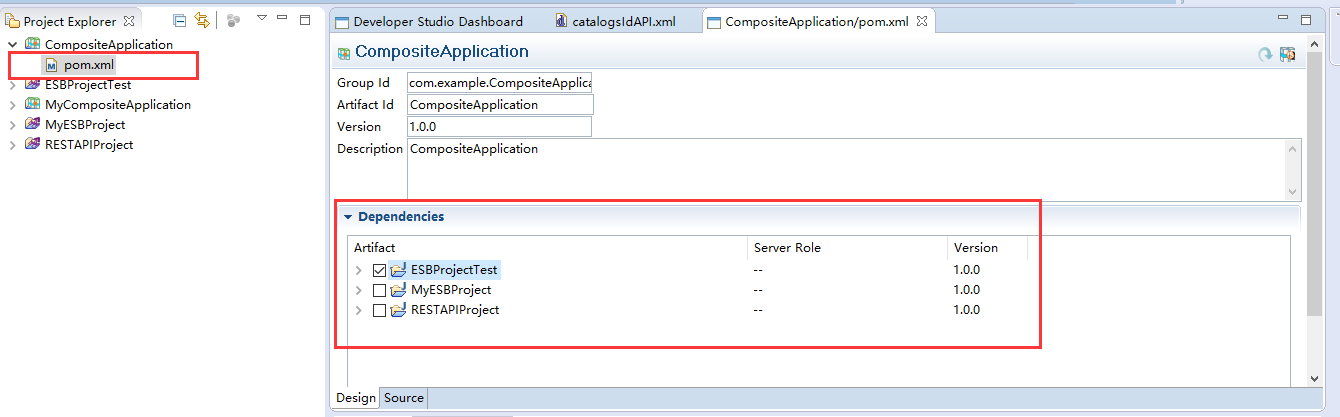 Project Explorer
CompositeApplication
pom.xml
ESBProjectTest
MyCompositeApplication
MyESBProject
RESTAPIProject
Developer Studio Dashboard
catalogsIdAPI.xml
CompositeApplication/pom.xml
CompositeApplication
Group Id com.example.CompositeApplica
Artifact Id CompositeApplication
Version 1.0.0
Description CompositeApplication
Dependencies
Artifact Server Role Version
ESBProjectTest -- 1.0.0
MyESBProject -- 1.0.0
RESTAPIProject -- 1.0.0
Design Source